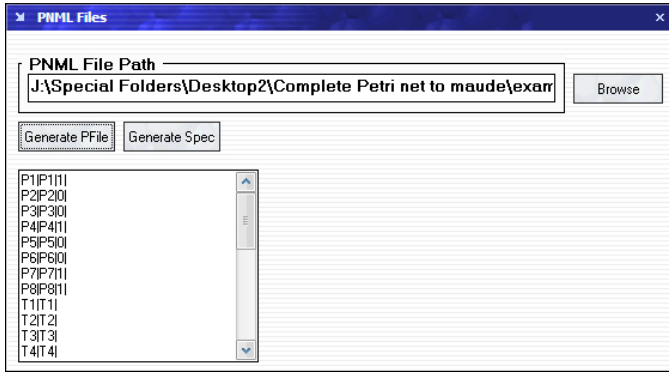 PNML Files
PNML File Path
J:\Special Folders\Desktop2\Complete Petri net to maude\exam
Browse
Generate PFile
Generate Spec
P1|P1|1|
P2|P2|0|
P3|P3|0|
P4|P4|1|
P5|P5|0|
P6|P6|0|
P7|P7|1|
P8|P8|1|
T1|T1|
T2|T2|
T3|T3|
T4|T4|